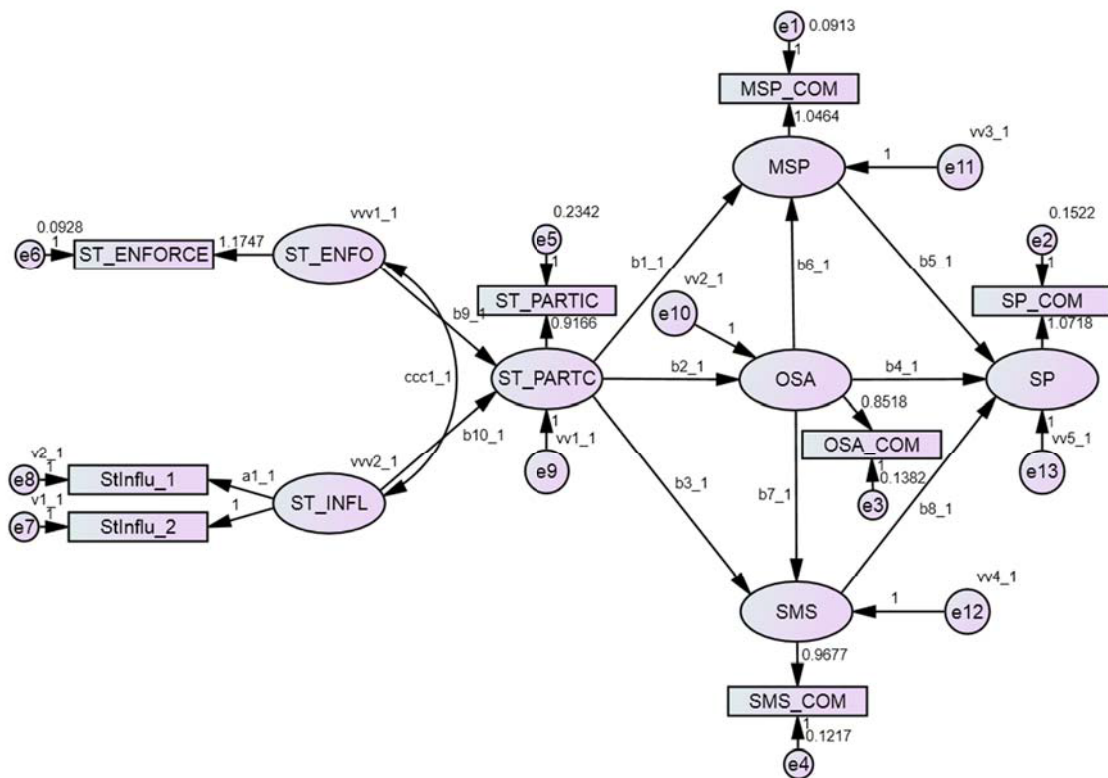 e1
0.0913
1
MSP_COM
1.0464
vv3_1
MSP
1
e11
0.0928
1
e6
ST_ENFORCE
1.1747
vvv1_1
ST_ENFO
0.2342
e5
1
ST_PARTIC
0.9166
b1_1
b6_1
b5_1
0.1522
e2
1
SP_COM
1.0718
vv2_1
e10
1
b9_1
ccc1_1
ST_PARTC
b2_1
OSA
b4_1
SP
0.8518
OSA_COM
1
0.1382
e3
1
vv1_1
e9
1
vv5_1
e13
b10_1
vvv2_1
v2_1
1
e8
StInflu_1
a1_1
v1_1
1
e7
StInflu_2
1
ST_INFL
b3_1
b7_1
b8_1
SMS
1
vv4_1
e12
0.9677
SMS_COM
1
0.1217
e4